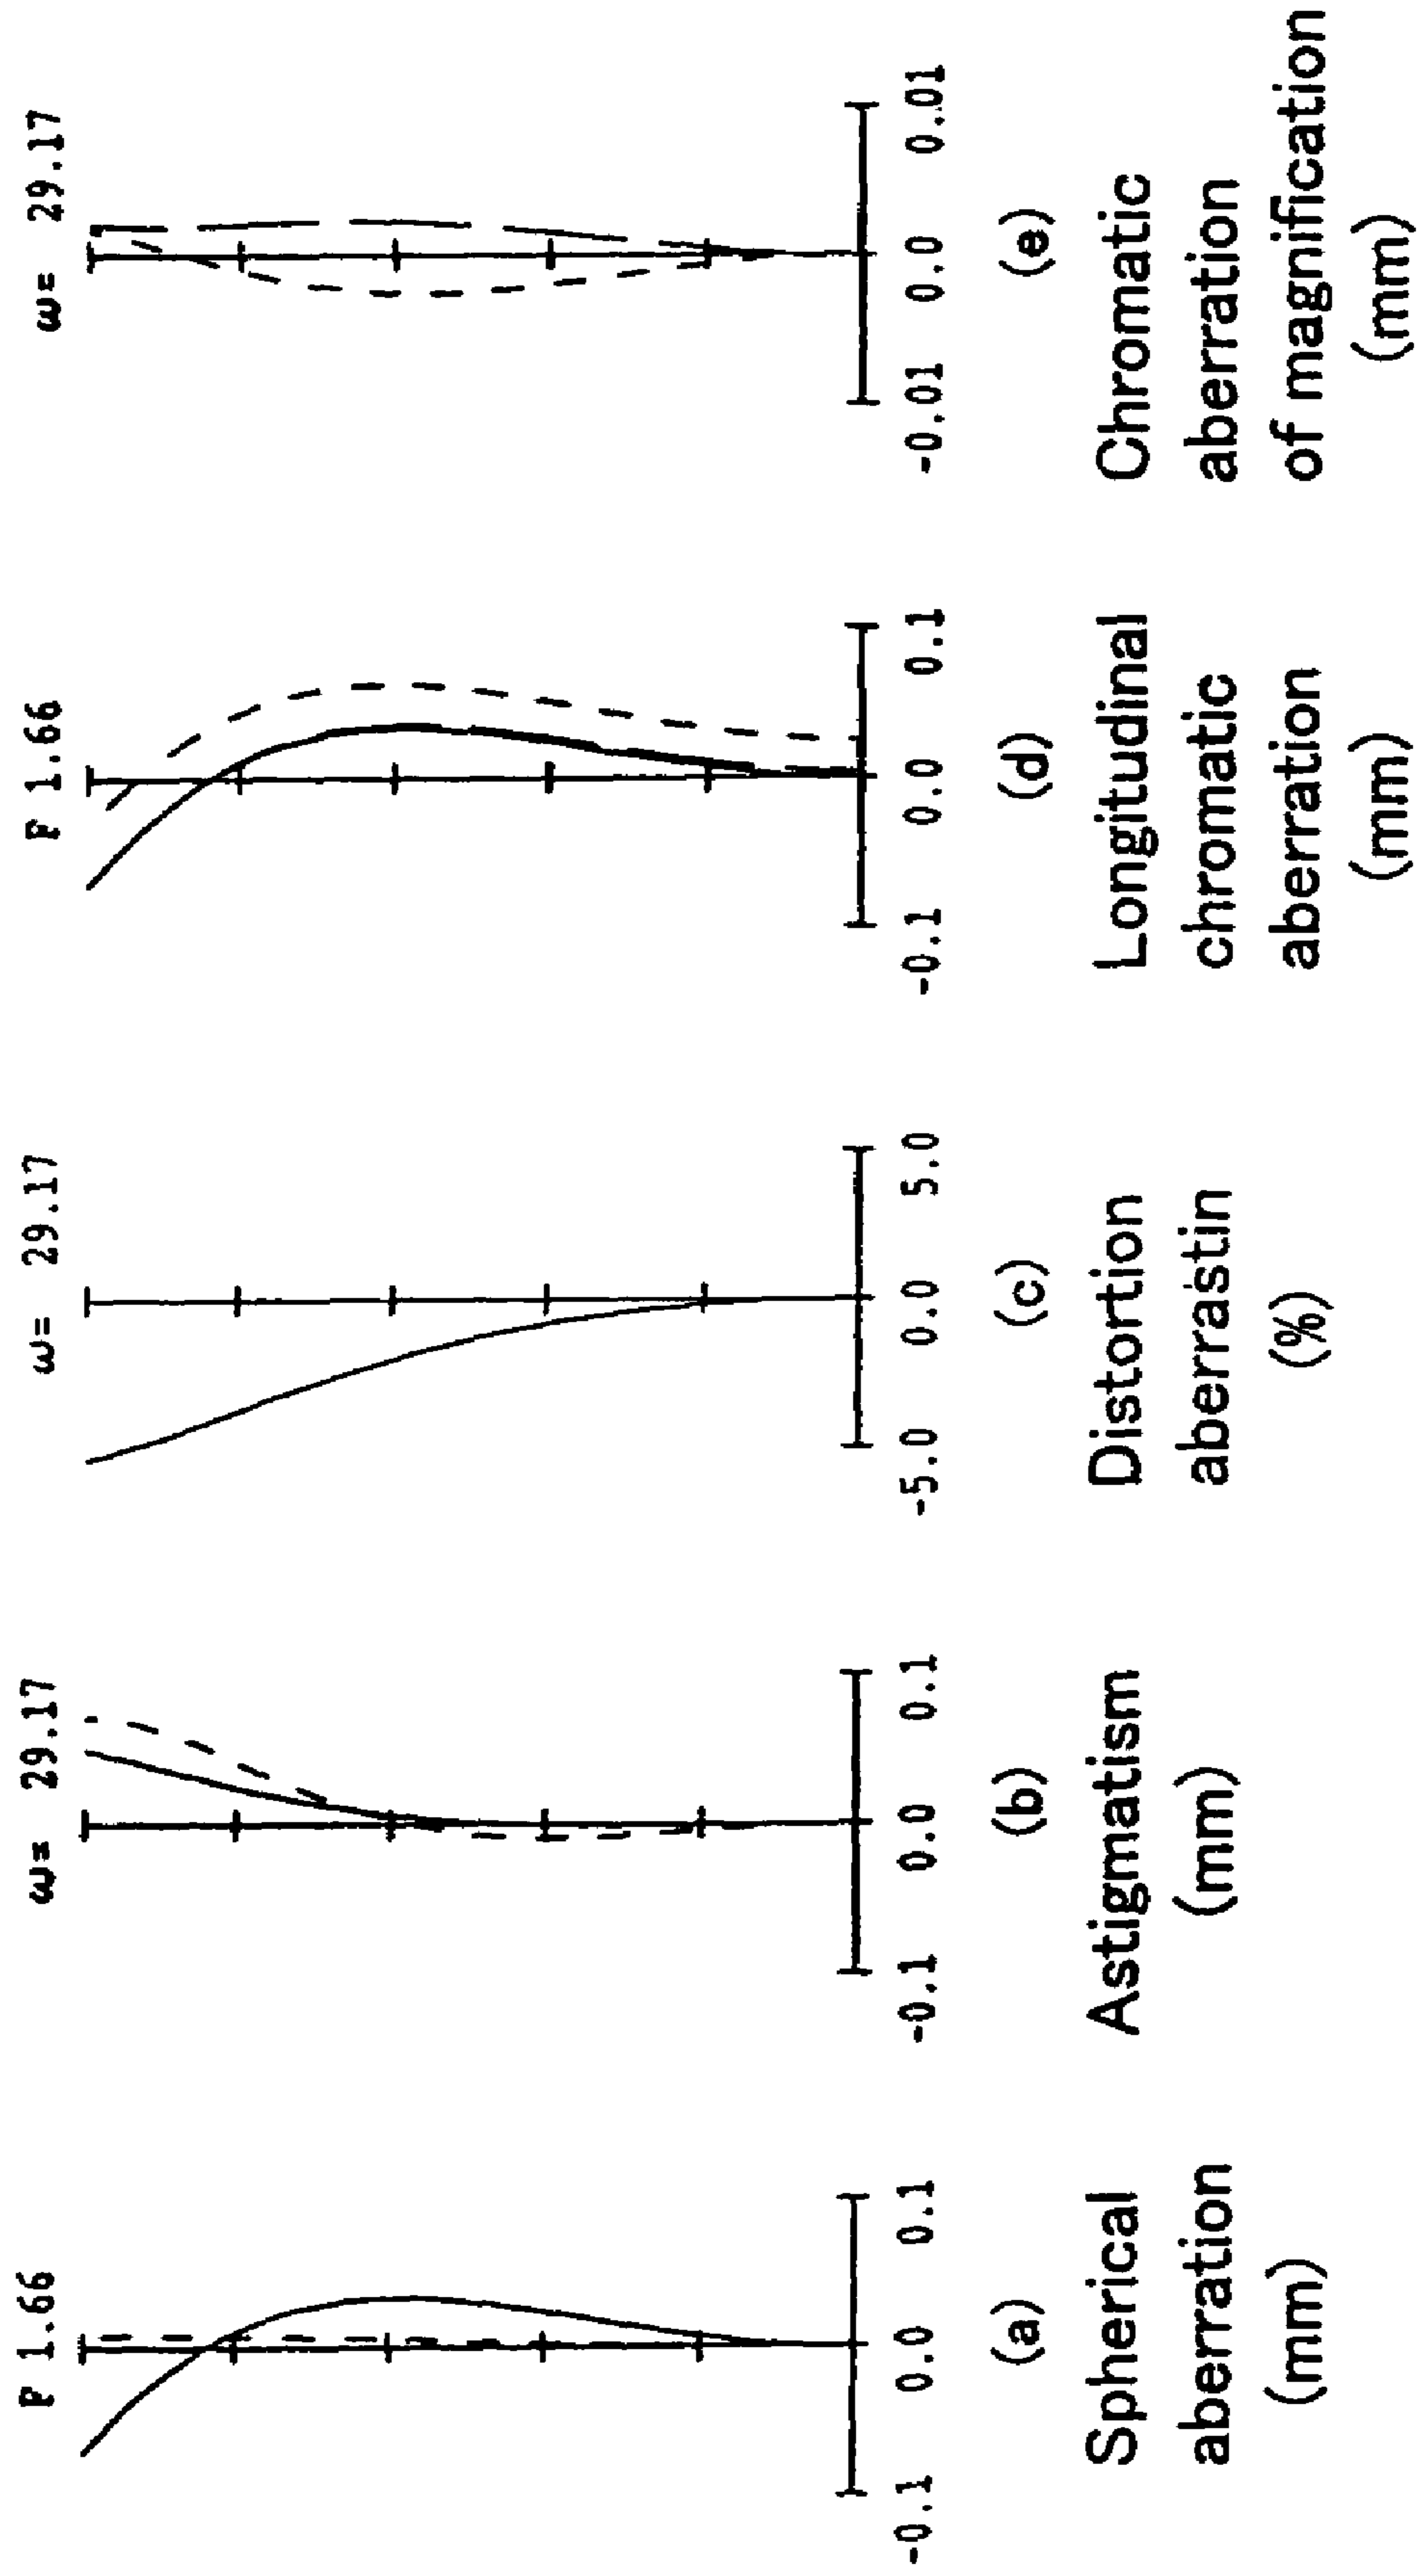 F 1.66
-0.1 0.0 0.1
(a)
Spherical
aberration
(mm)
ω= 29.17
-0.1 0.0 0.1
(b)
Astigmatism
(mm)
ω= 29.17
-5.0 0.0 5.0
(c)
Distortion
aberrastin
(%)
F 1.66
-0.1 0.0 0.1
(d)
Longitudinal
chromatic
aberration
(mm)
ω= 29.17
-0.01 0.0 0.01
(e)
Chromatic
aberration
of magnification
(mm)